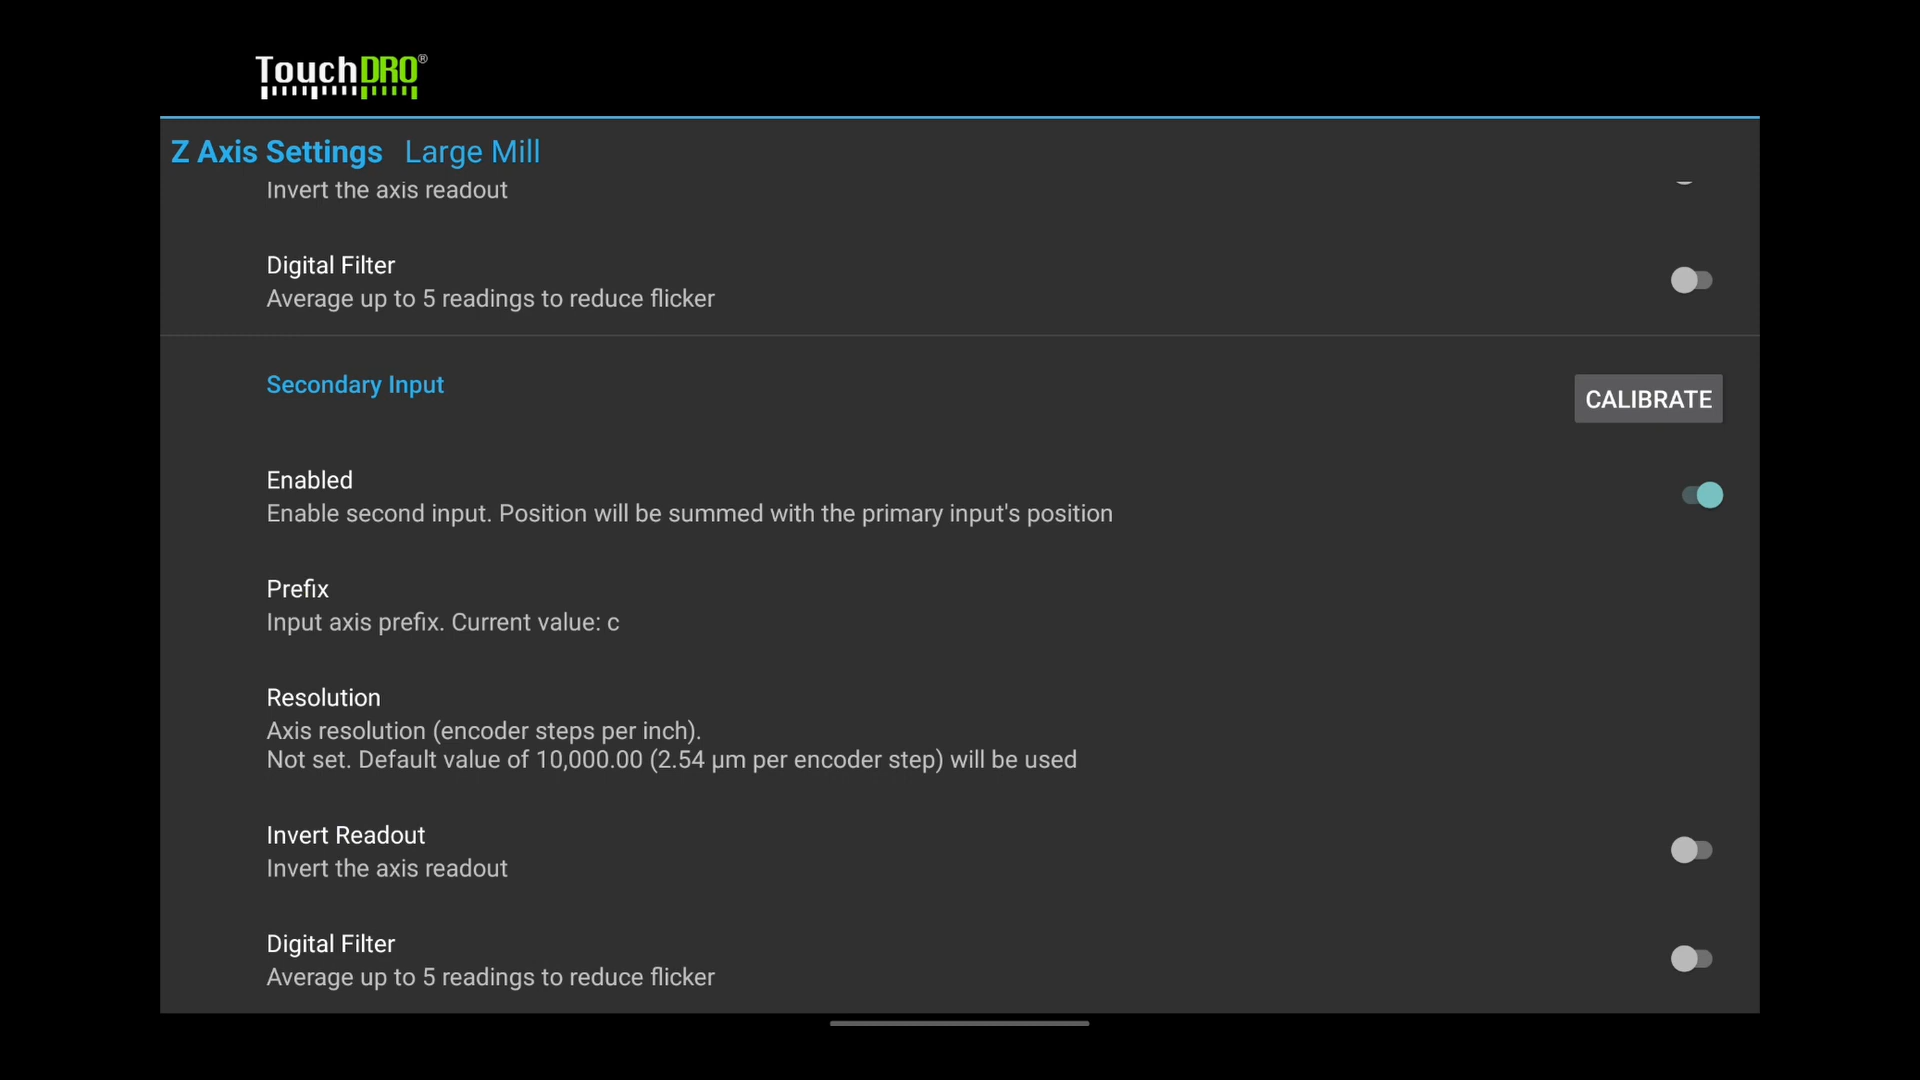 TouchDRO®
Z Axis Settings Large Mill
Invert the axis readout
Digital Filter
Average up to 5 readings to reduce flicker
Secondary Input
CALIBRATE
Enabled
Enable second input. Position will be summed with the primary input's position
Prefix
Input axis prefix. Current value: c
Resolution
Axis resolution (encoder steps per inch).
Not set. Default value of 10,000.00 (2.54 µm per encoder step) will be used
Invert Readout
Invert the axis readout
Digital Filter
Average up to 5 readings to reduce flicker